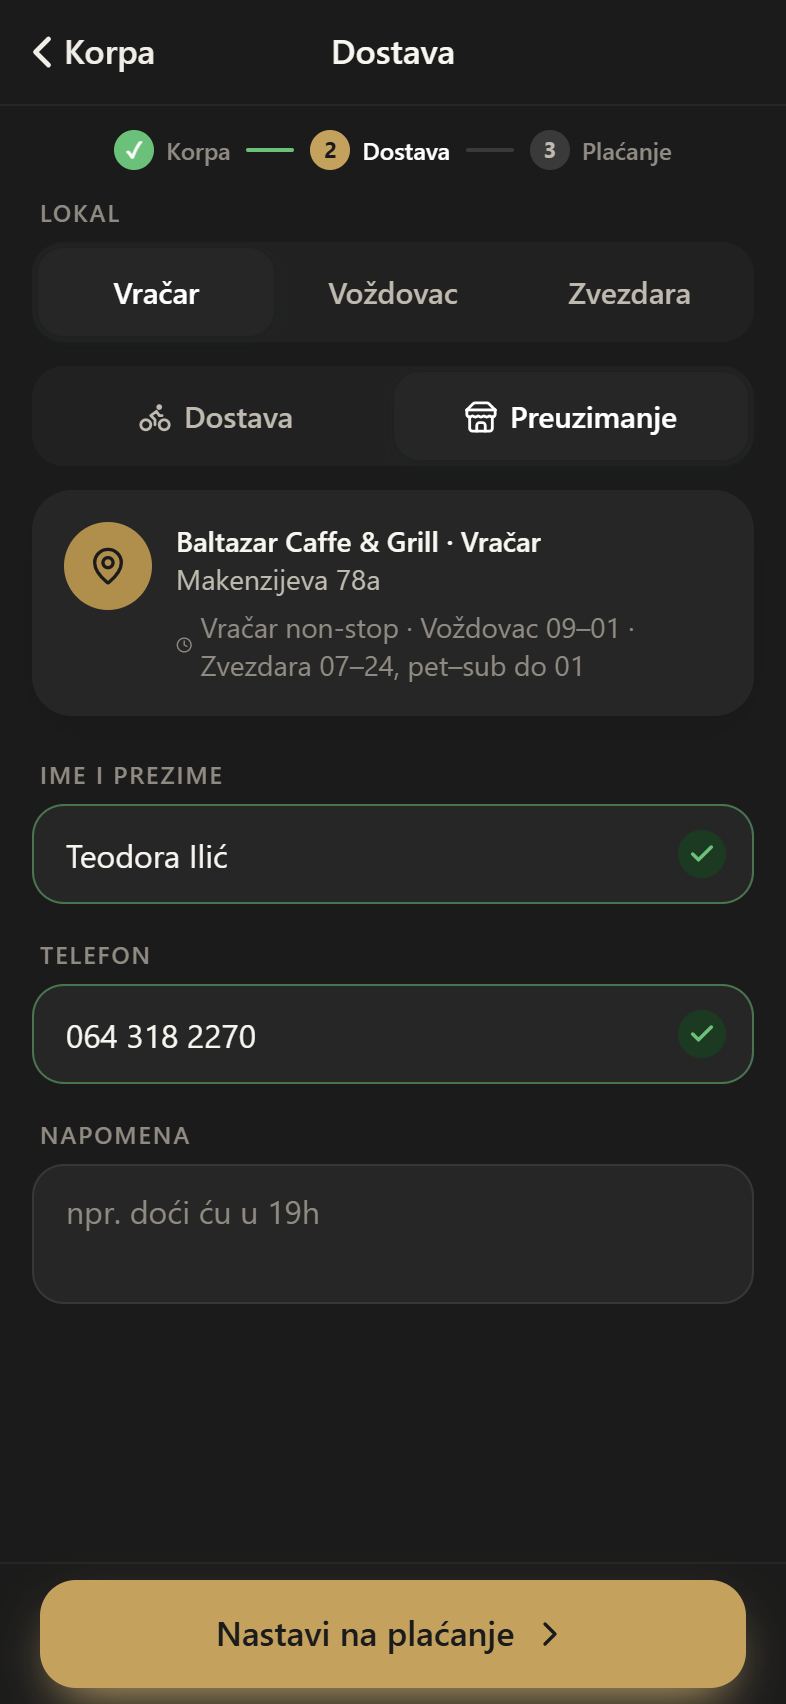 Korpa
Dostava
Korpa
2
Dostava
3
Plaćanje
LOKAL
Vračar
Voždovac
Zvezdara
Dostava
Preuzimanje
Baltazar Caffe & Grill · Vračar
Makenzijeva 78a
Vračar non-stop · Voždovac 09–01 ·
Zvezdara 07–24, pet–sub do 01
IME I PREZIME
Teodora Ilić
TELEFON
064 318 2270
NAPOMENA
npr. doći ću u 19h
Nastavi na plaćanje